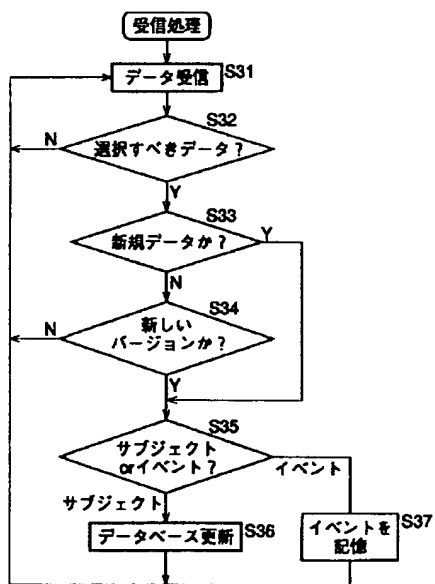 受信処理
データ受信
S31
S32
N
選択すべきデータ?
Y
S33
新規データか?
Y
N
S34
新しい
バージョンか?
N
Y
S35
サブジェクト
orイベント?
イベント
サブジェクト
データベース更新
S36
イベントを
記憶
S37